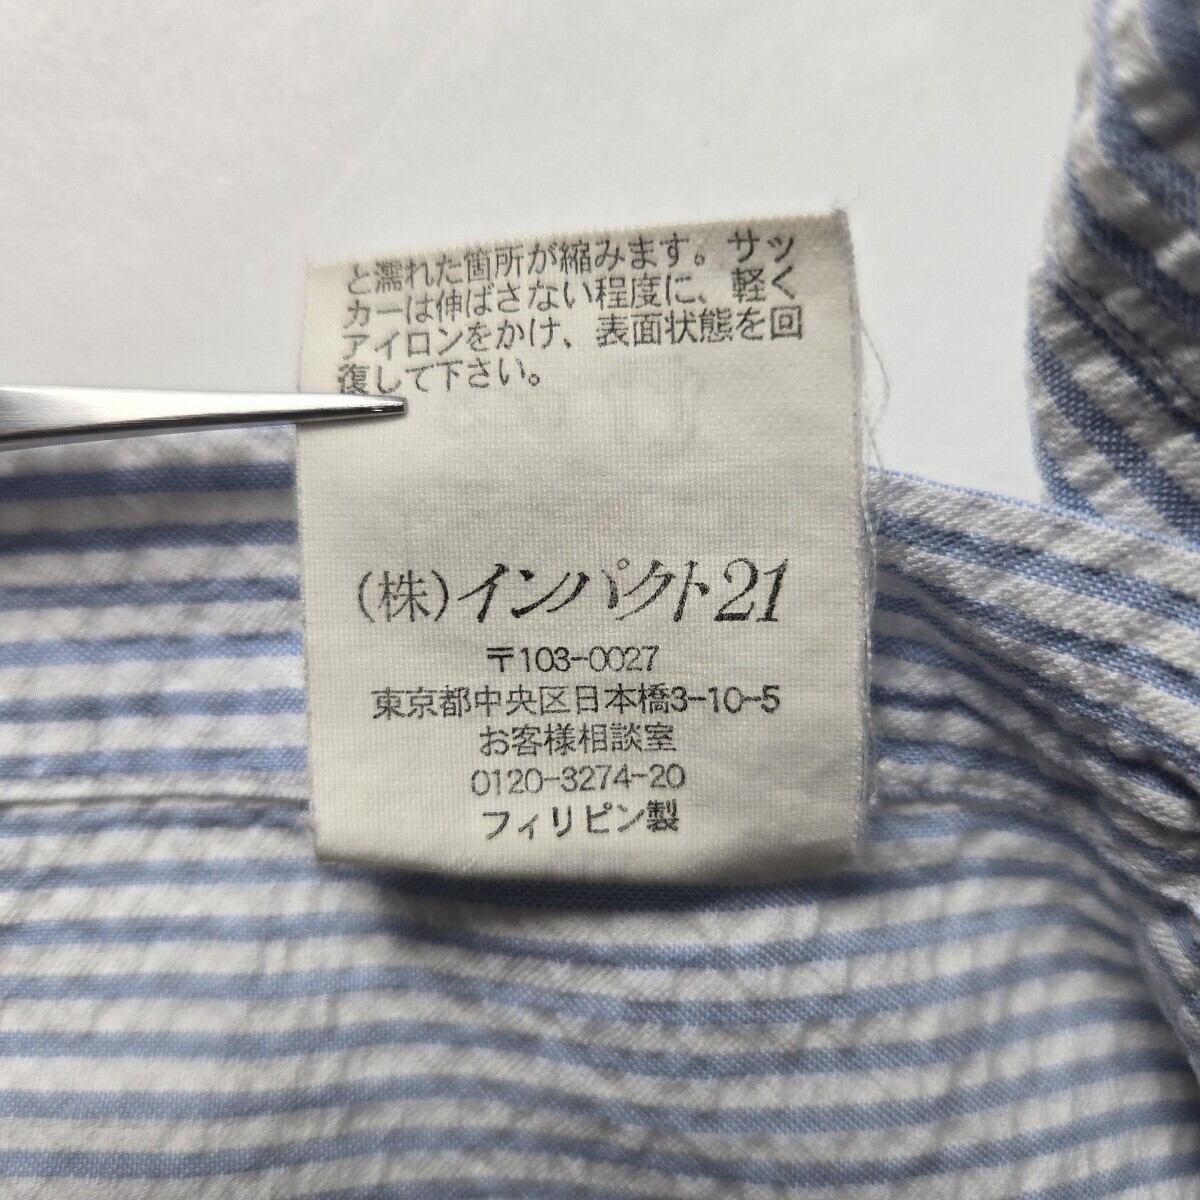 と濡れた箇所が縮みます。サッ
カーは伸ばさない程度に、軽く
アイロンをかけ、表面状態を回
復して下さい。
(株)インパクト21
〒103-0027
東京都中央区日本橋3-10-5
お客様相談室
0120-3274-20
フィリピン製